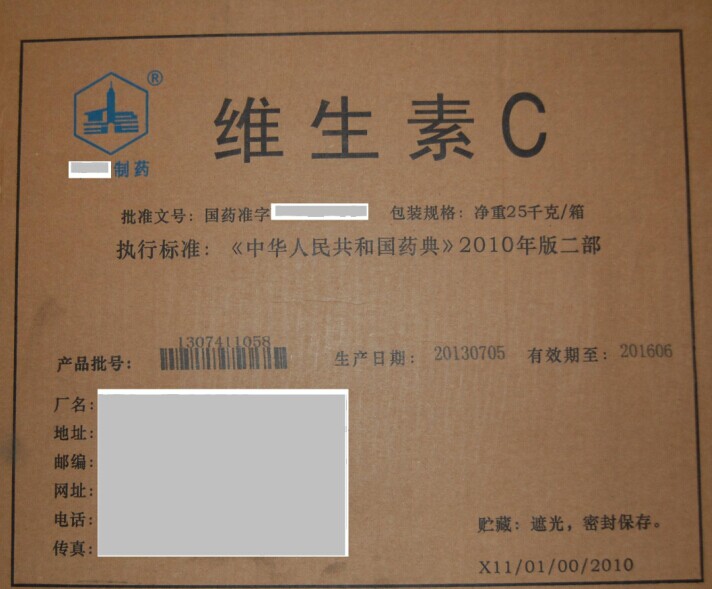 ®
制药
维生素C
批准文号：国药准字 包装规格：净重25千克/箱
执行标准：《中华人民共和国药典》2010年版二部
1307411058
产品批号： 生产日期：20130705 有效期至：201606
厂名：
地址：
邮编：
网址：
电话：
传真：
贮藏：遮光，密封保存。
X11/01/00/2010